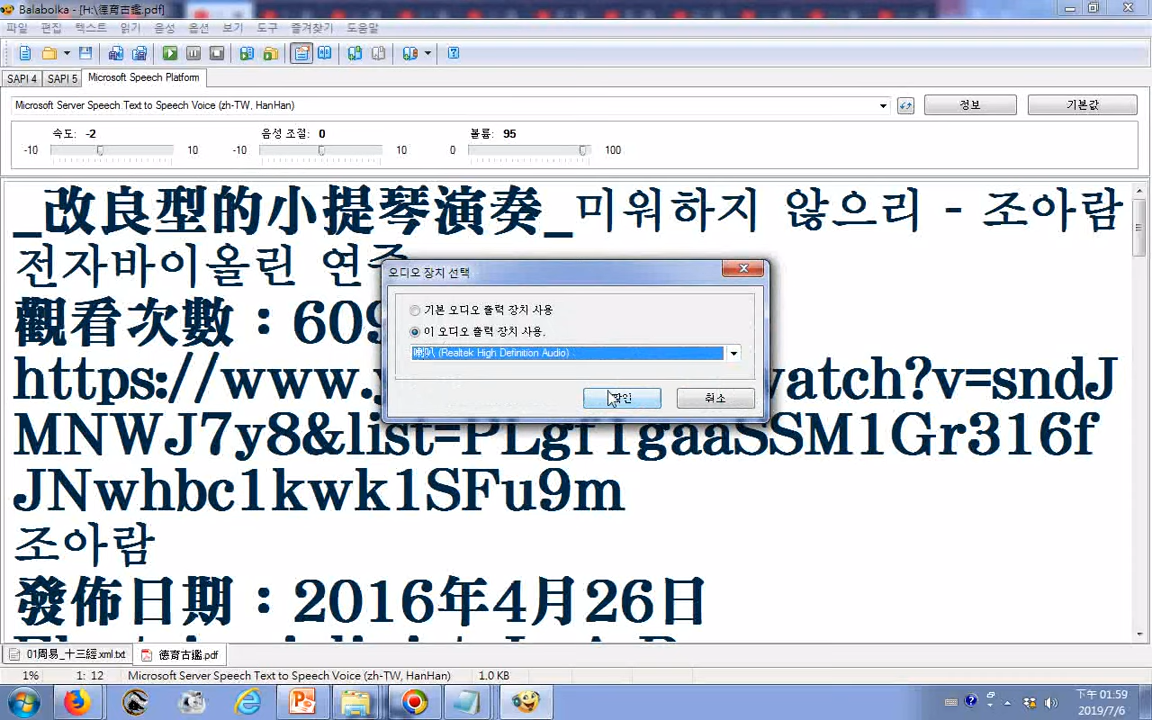 Balabolka - [H:\德育古鑑.pdf]
파일 편집 텍스트 읽기 음성 옵션 보기 도구 즐겨찾기 도움말
SAPI 4 SAPI 5 Microsoft Speech Platform
Microsoft Server Speech Text to Speech Voice (zh-TW, HanHan) 정보 기본값
속도: -2 음성 조절: 0 볼륨: 95
-10 10 -10 10 0 100
_改良型的小提琴演奏_미워하지 않으리 - 조아람
전자바이올린 연주
오디오 장치 선택
기본 오디오 출력 장치 사용
이 오디오 출력 장치 사용.
(Realtek High Definition Audio)
확인 취소
觀看次數：609
https://www.y watch?v=sndJ
MNWJ7y8&list=PLgf1gaaSSM1Gr316f
JNwhbc1kwk1SFu9m
조아람
發佈日期：2016年4月26日
01周易_十三經.xml.txt 德育古鑑.pdf
1% 1: 12 Microsoft Server Speech Text to Speech Voice (zh-TW, HanHan) 1.0 KB
下午 01:59
2019/7/6